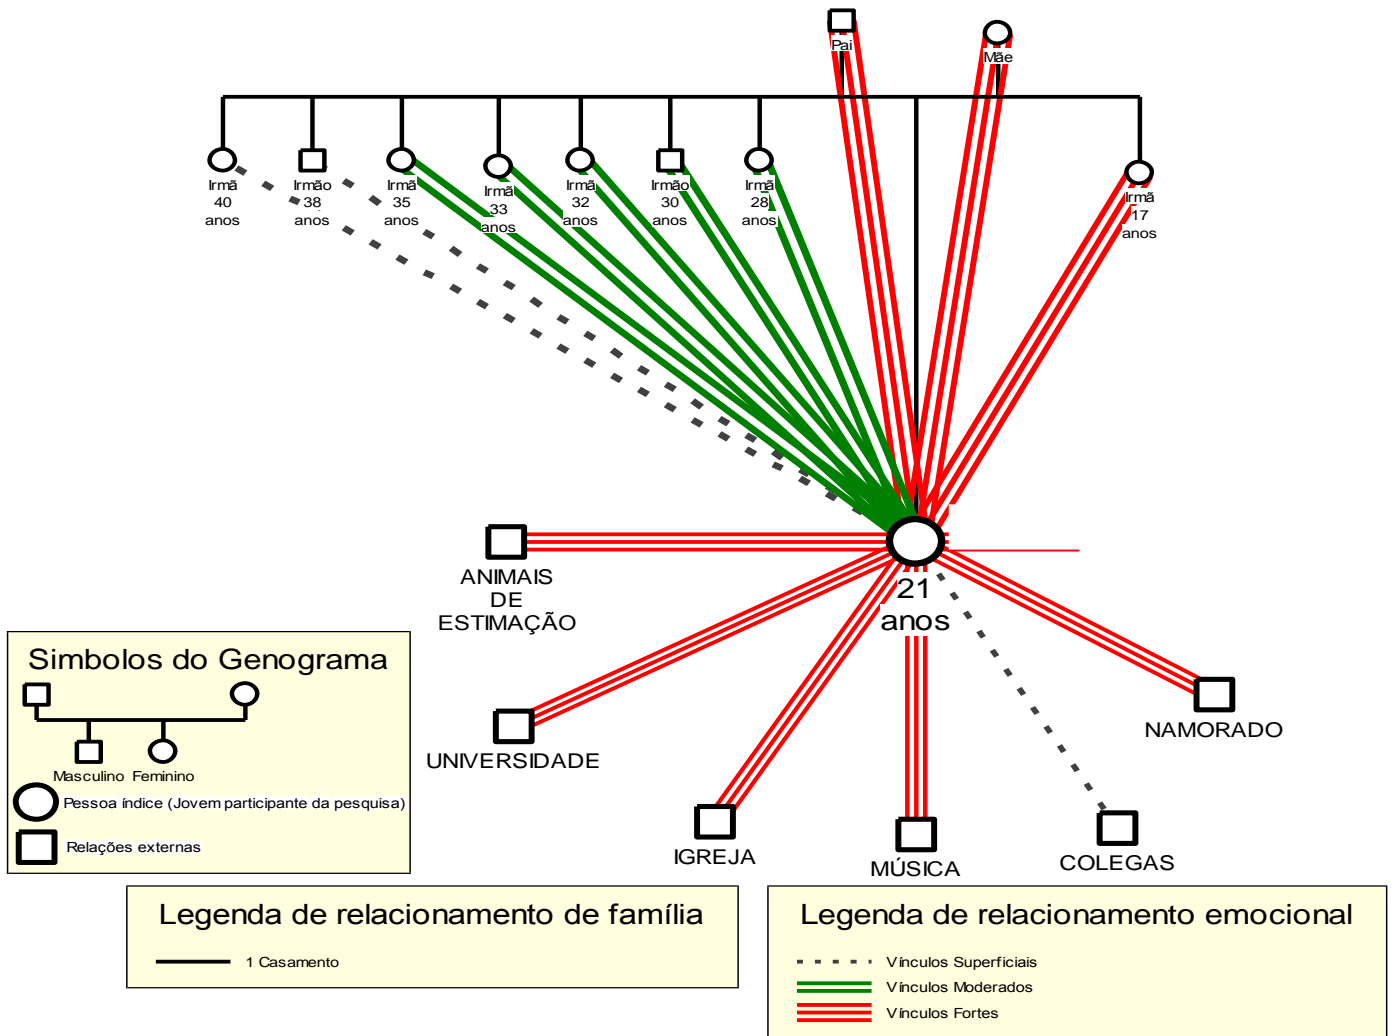 Pai
Mãe
Irmã
40
anos
Irmão
38
anos
Irmã
35
anos
Irmã
33
anos
Irmã
32
anos
Irmão
30
anos
Irmã
28
anos
Irmã
17
anos
21
anos
ANIMAIS
DE
ESTIMAÇÃO
UNIVERSIDADE
IGREJA
MÚSICA
COLEGAS
NAMORADO
Simbolos do Genograma
Masculino Feminino
Pessoa índice (Jovem participante da pesquisa)
Relações externas
Legenda de relacionamento de família
1 Casamento
Legenda de relacionamento emocional
Vínculos Superficiais
Vínculos Moderados
Vínculos Fortes